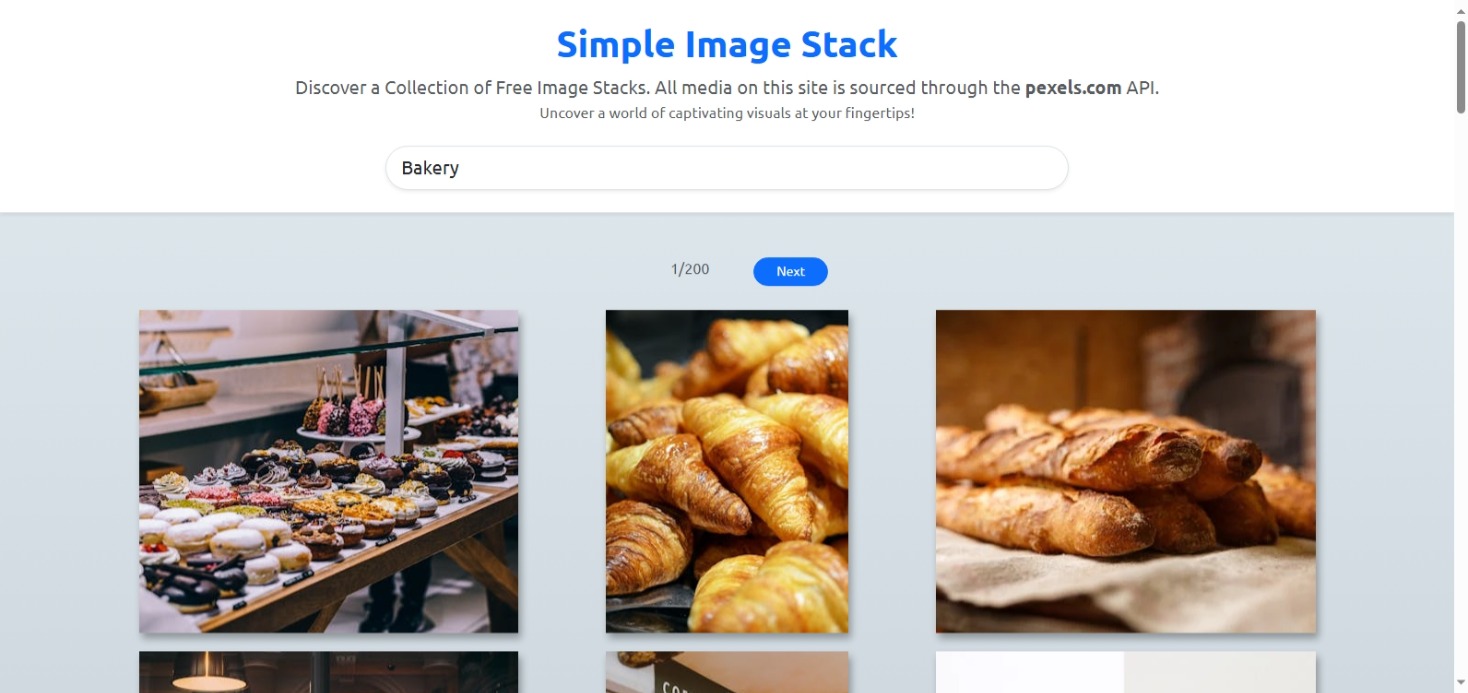 Simple Image Stack
Discover a Collection of Free Image Stacks. All media on this site is sourced through the pexels.com API.
Uncover a world of captivating visuals at your fingertips!
Bakery
1/200
Next